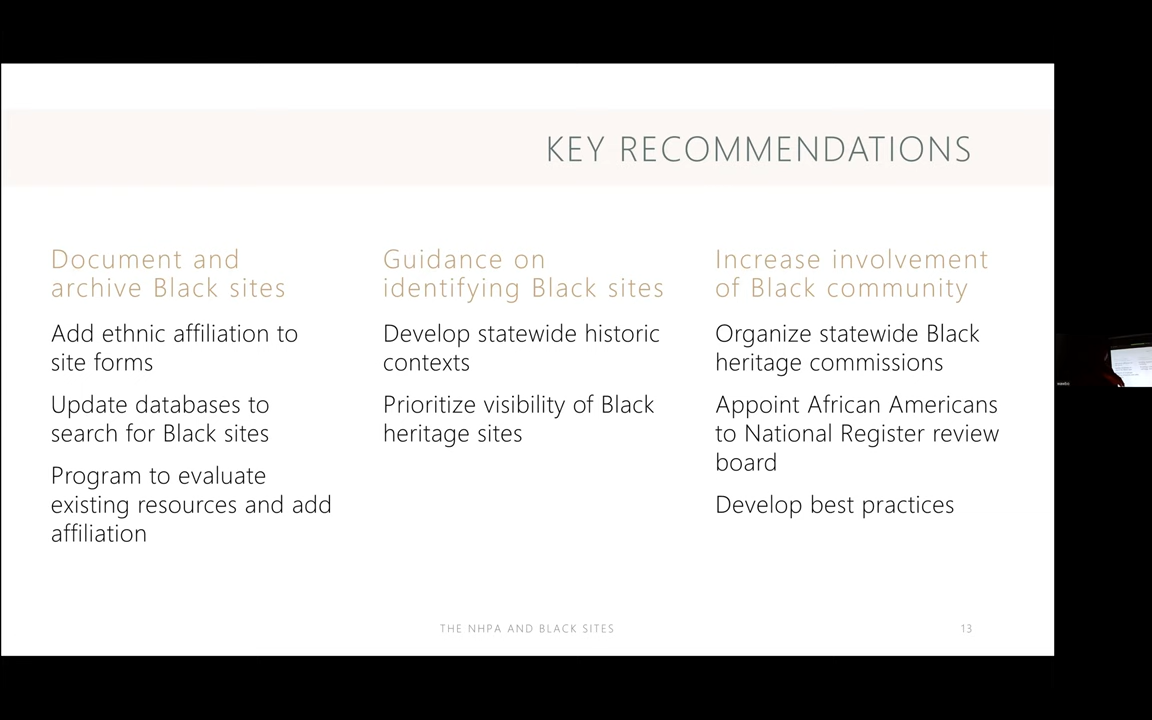 KEY RECOMMENDATIONS
Document and
archive Black sites
Add ethnic affiliation to
site forms
Update databases to
search for Black sites
Program to evaluate
existing resources and add
affiliation
Guidance on
identifying Black sites
Develop statewide historic
contexts
Prioritize visibility of Black
heritage sites
Increase involvement
of Black community
Organize statewide Black
heritage commissions
Appoint African Americans
to National Register review
board
Develop best practices
THE NHPA AND BLACK SITES
13